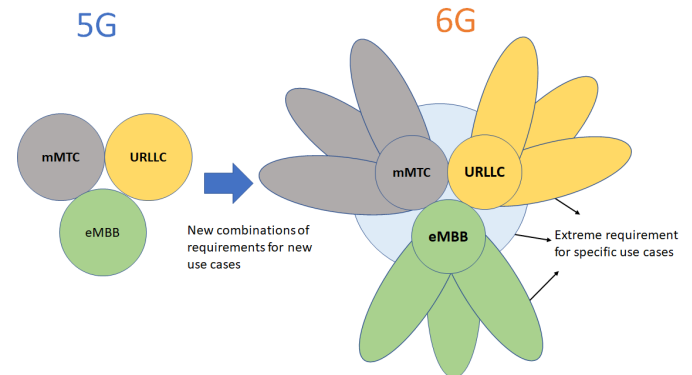 5G
6G
mMTC
URLLC
eMBB
New combinations of
requirements for new
use cases
mMTC
URLLC
eMBB
Extreme requirement
for specific use cases